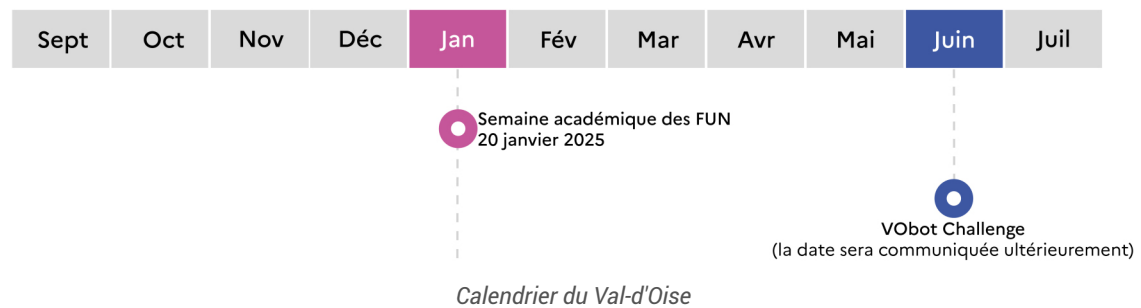 Sept Oct Nov Déc Jan Fév Mar Avr Mai Juin Juil
Semaine académique des FUN
20 janvier 2025
VObot Challenge
(la date sera communiquée ultérieurement)
Calendrier du Val-d'Oise